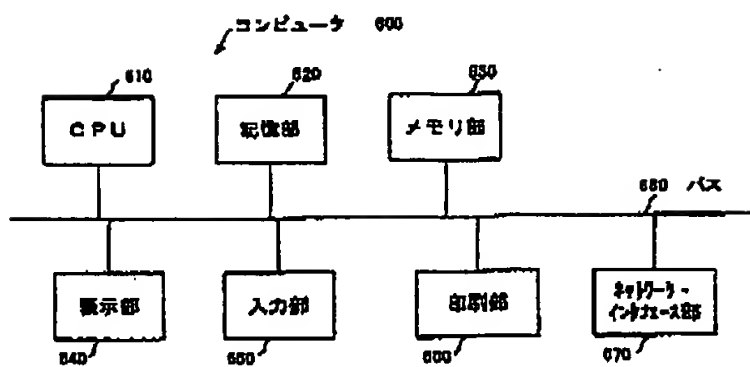 コンピュータ 600
610
620
630
CPU
記憶部
メモリ部
680 バス
表示部
入力部
印刷部
ネットワーク・
インタフェース部
640
650
660
670